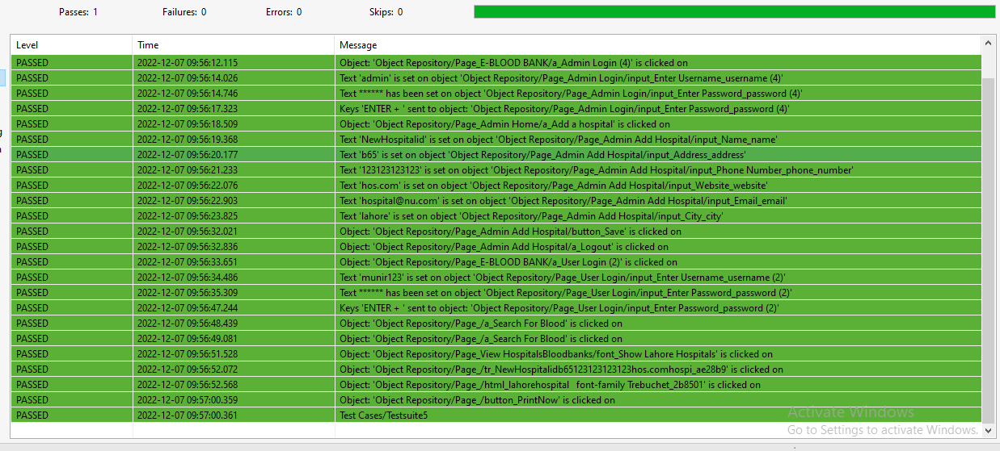 Passes: 1 Failures: 0 Errors: 0 Skips: 0
Level Time Message
PASSED 2022-12-07 09:56:12.115 Object: 'Object Repository/Page_E-BLOOD BANK/a_Admin Login (4)' is clicked on
PASSED 2022-12-07 09:56:14.026 Text 'admin' is set on object 'Object Repository/Page_Admin Login/input_Enter Username_username (4)'
PASSED 2022-12-07 09:56:14.746 Text ****** has been set on object 'Object Repository/Page_Admin Login/input_Enter Password_password (4)'
PASSED 2022-12-07 09:56:17.323 Keys 'ENTER + ' sent to object: 'Object Repository/Page_Admin Login/input_Enter Password_password (4)'
PASSED 2022-12-07 09:56:18.509 Object: 'Object Repository/Page_Admin Home/a_Add a hospital' is clicked on
PASSED 2022-12-07 09:56:19.368 Text 'NewHospitalid' is set on object 'Object Repository/Page_Admin Add Hospital/input_Name_name'
PASSED 2022-12-07 09:56:20.177 Text 'b65' is set on object 'Object Repository/Page_Admin Add Hospital/input_Address_address'
PASSED 2022-12-07 09:56:21.233 Text '123123123123' is set on object 'Object Repository/Page_Admin Add Hospital/input_Phone Number_phone_number'
PASSED 2022-12-07 09:56:22.076 Text 'hos.com' is set on object 'Object Repository/Page_Admin Add Hospital/input_Website_website'
PASSED 2022-12-07 09:56:22.903 Text 'hospital@nu.com' is set on object 'Object Repository/Page_Admin Add Hospital/input_Email_email'
PASSED 2022-12-07 09:56:23.825 Text 'lahore' is set on object 'Object Repository/Page_Admin Add Hospital/input_City_city'
PASSED 2022-12-07 09:56:32.021 Object: 'Object Repository/Page_Admin Add Hospital/button_Save' is clicked on
PASSED 2022-12-07 09:56:32.836 Object: 'Object Repository/Page_Admin Add Hospital/a_Logout' is clicked on
PASSED 2022-12-07 09:56:33.651 Object: 'Object Repository/Page_E-BLOOD BANK/a_User Login (2)' is clicked on
PASSED 2022-12-07 09:56:34.486 Text 'munir123' is set on object 'Object Repository/Page_User Login/input_Enter Username_username (2)'
PASSED 2022-12-07 09:56:35.309 Text ****** has been set on object 'Object Repository/Page_User Login/input_Enter Password_password (2)'
PASSED 2022-12-07 09:56:47.244 Keys 'ENTER + ' sent to object: 'Object Repository/Page_User Login/input_Enter Password_password (2)'
PASSED 2022-12-07 09:56:48.439 Object: 'Object Repository/Page_/a_Search For Blood' is clicked on
PASSED 2022-12-07 09:56:49.081 Object: 'Object Repository/Page_/a_Search For Blood' is clicked on
PASSED 2022-12-07 09:56:51.528 Object: 'Object Repository/Page_View HospitalsBloodbanks/font_Show Lahore Hospitals' is clicked on
PASSED 2022-12-07 09:56:52.072 Object: 'Object Repository/Page_/tr_NewHospitalidb65123123123123hos.comhospi_ae28b9' is clicked on
PASSED 2022-12-07 09:56:52.568 Object: 'Object Repository/Page_/html_lahorehospital font-family Trebuchet_2b8501' is clicked on
PASSED 2022-12-07 09:57:00.359 Object: 'Object Repository/Page_/button_PrintNow' is clicked on
PASSED 2022-12-07 09:57:00.361 Test Cases/Testsuite5
Activate Windows
Go to Settings to activate Windows.